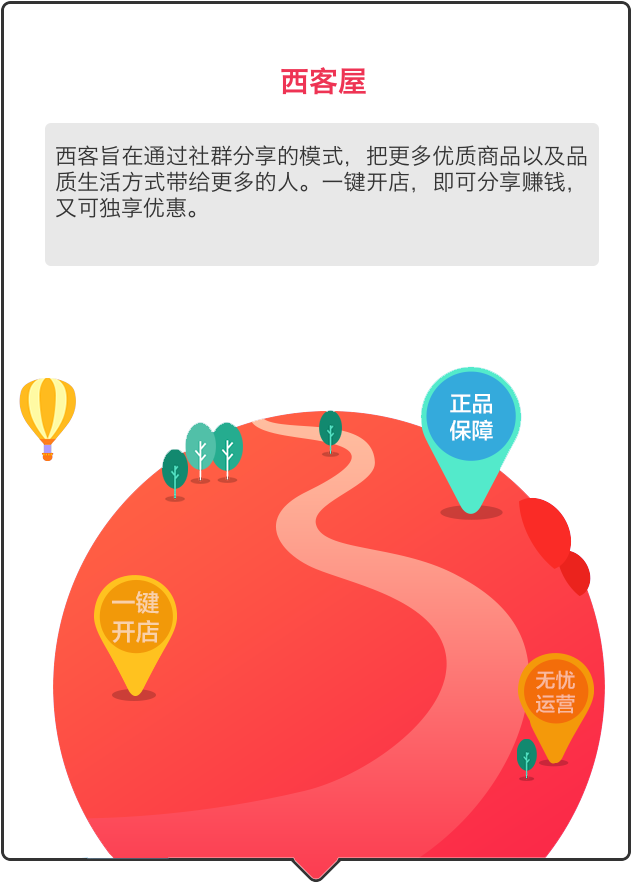 西客屋
西客旨在通过社群分享的模式，把更多优质商品以及品
质生活方式带给更多的人。一键开店，即可分享赚钱，
又可独享优惠。
正品
保障
一键
开店
无忧
运营